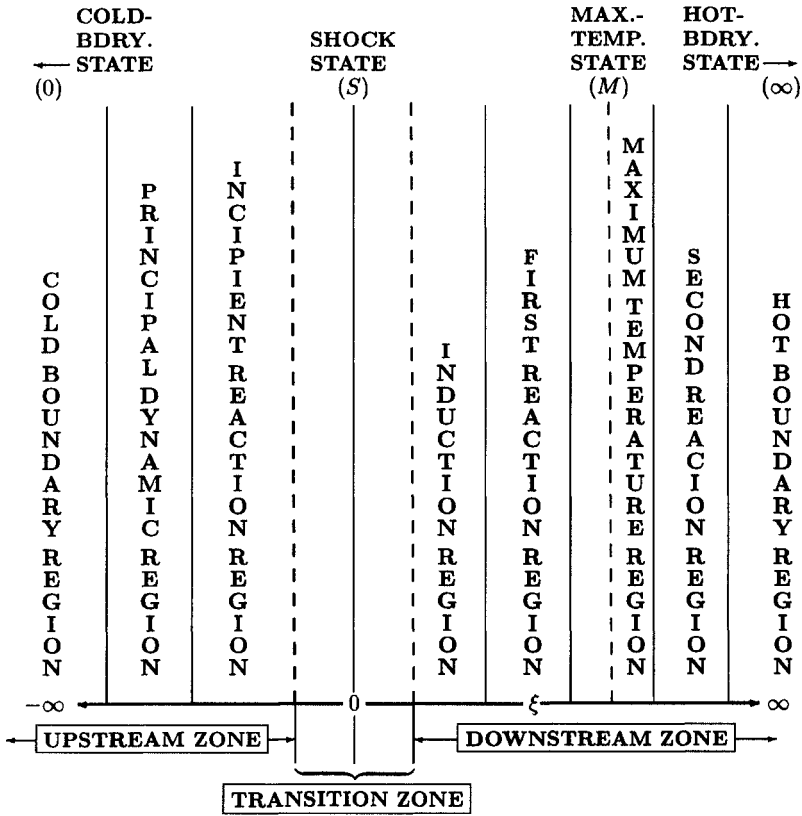 COLD-
BDRY.
STATE
(0)
SHOCK
STATE
(S)
MAX.-
TEMP.
STATE
(M)
HOT-
BDRY.
STATE
(∞)
COLD BOUNDARY REGION
PRINCIPAL DYNAMIC REGION
INCIPIENT REACTION REGION
INDUCTION REGION
FIRST REACTION REGION
MAXIMUM TEMPERATURE REGION
SECOND REACION REGION
HOT BOUNDARY REGION
−∞ 0 ξ ∞
UPSTREAM ZONE
DOWNSTREAM ZONE
TRANSITION ZONE